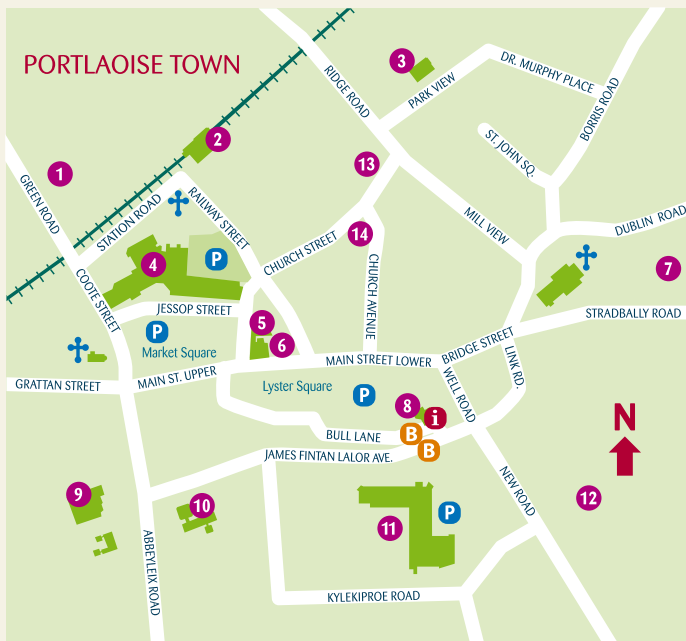 PORTLAOISE TOWN
3
DR. MURPHY PLACE
RIDGE ROAD
PARK VIEW
BORRIS ROAD
2
ST. JOHN SQ.
13
1
GREEN ROAD
STATION ROAD
RAILWAY STREET
MILL VIEW
DUBLIN ROAD
14
CHURCH STREET
P
4
7
CHURCH AVENUE
COOTE STREET
JESSOP STREET
STRADBALLY ROAD
5
P
6
Market Square
BRIDGE STREET
MAIN STREET LOWER
LINK RD.
GRATTAN STREET
MAIN ST. UPPER
Lyster Square
P
WELL ROAD
8
i
N
BULL LANE
B
B
JAMES FINTAN LALOR AVE.
NEW ROAD
9
10
12
P
11
ABBEYLEIX ROAD
KYLEKIPROE ROAD